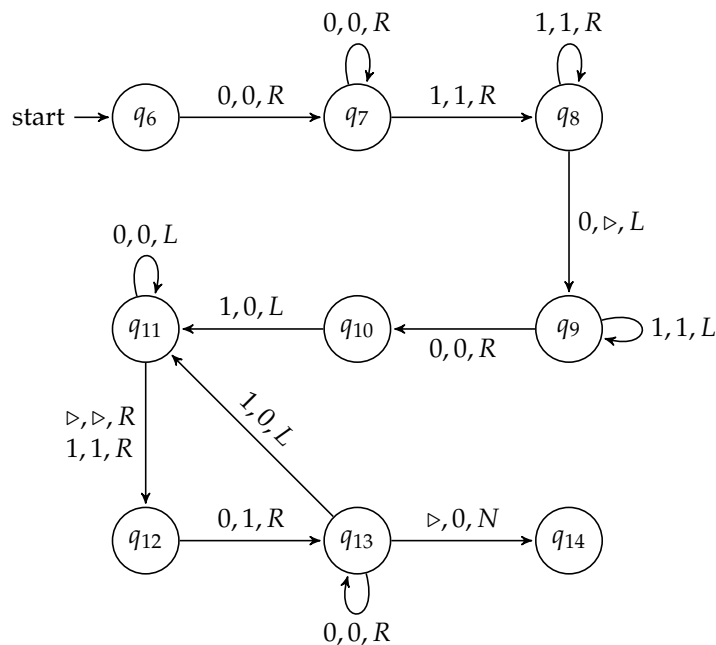 0, 0, R
1, 1, R
start
q6
0, 0, R
q7
1, 1, R
q8
0, ▷, L
0, 0, L
q11
1, 0, L
q10
0, 0, R
q9
1, 1, L
▷, ▷, R
1, 1, R
1, 0, L
q12
0, 1, R
q13
▷, 0, N
q14
0, 0, R